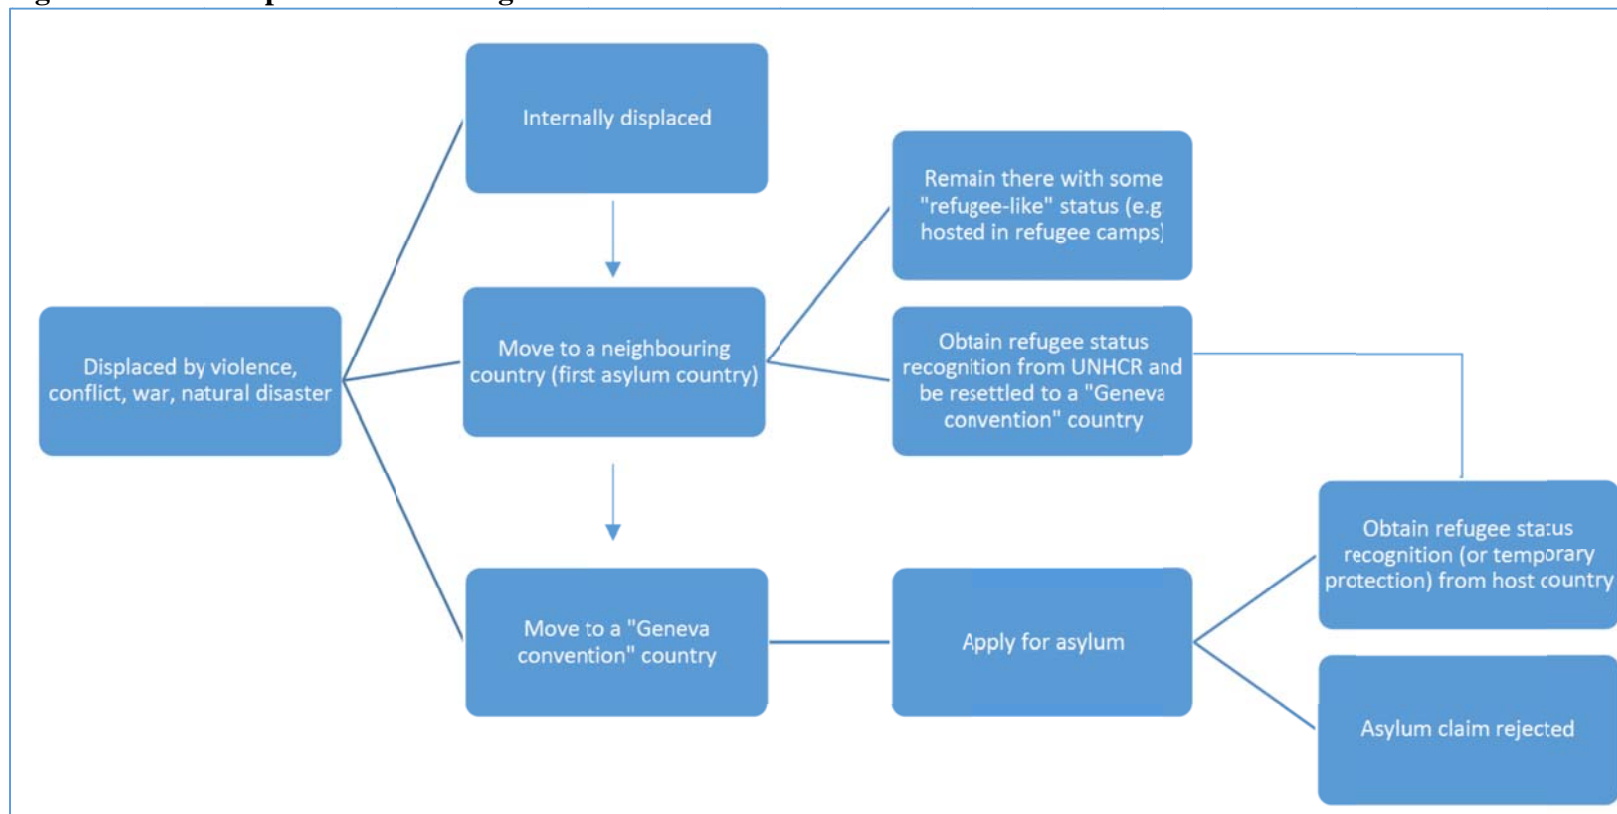 Internally displaced
Remain there with some
"refugee-like" status (e.g.
hosted in refugee camps)
Displaced by violence,
conflict, war, natural disaster
Move to a neighbouring
country (first asylum country)
Obtain refugee status
recognition from UNHCR and
be resettled to a "Geneva
convention" country
Move to a "Geneva
convention" country
Apply for asylum
Obtain refugee status
recognition (or temporary
protection) from host country
Asylum claim rejected